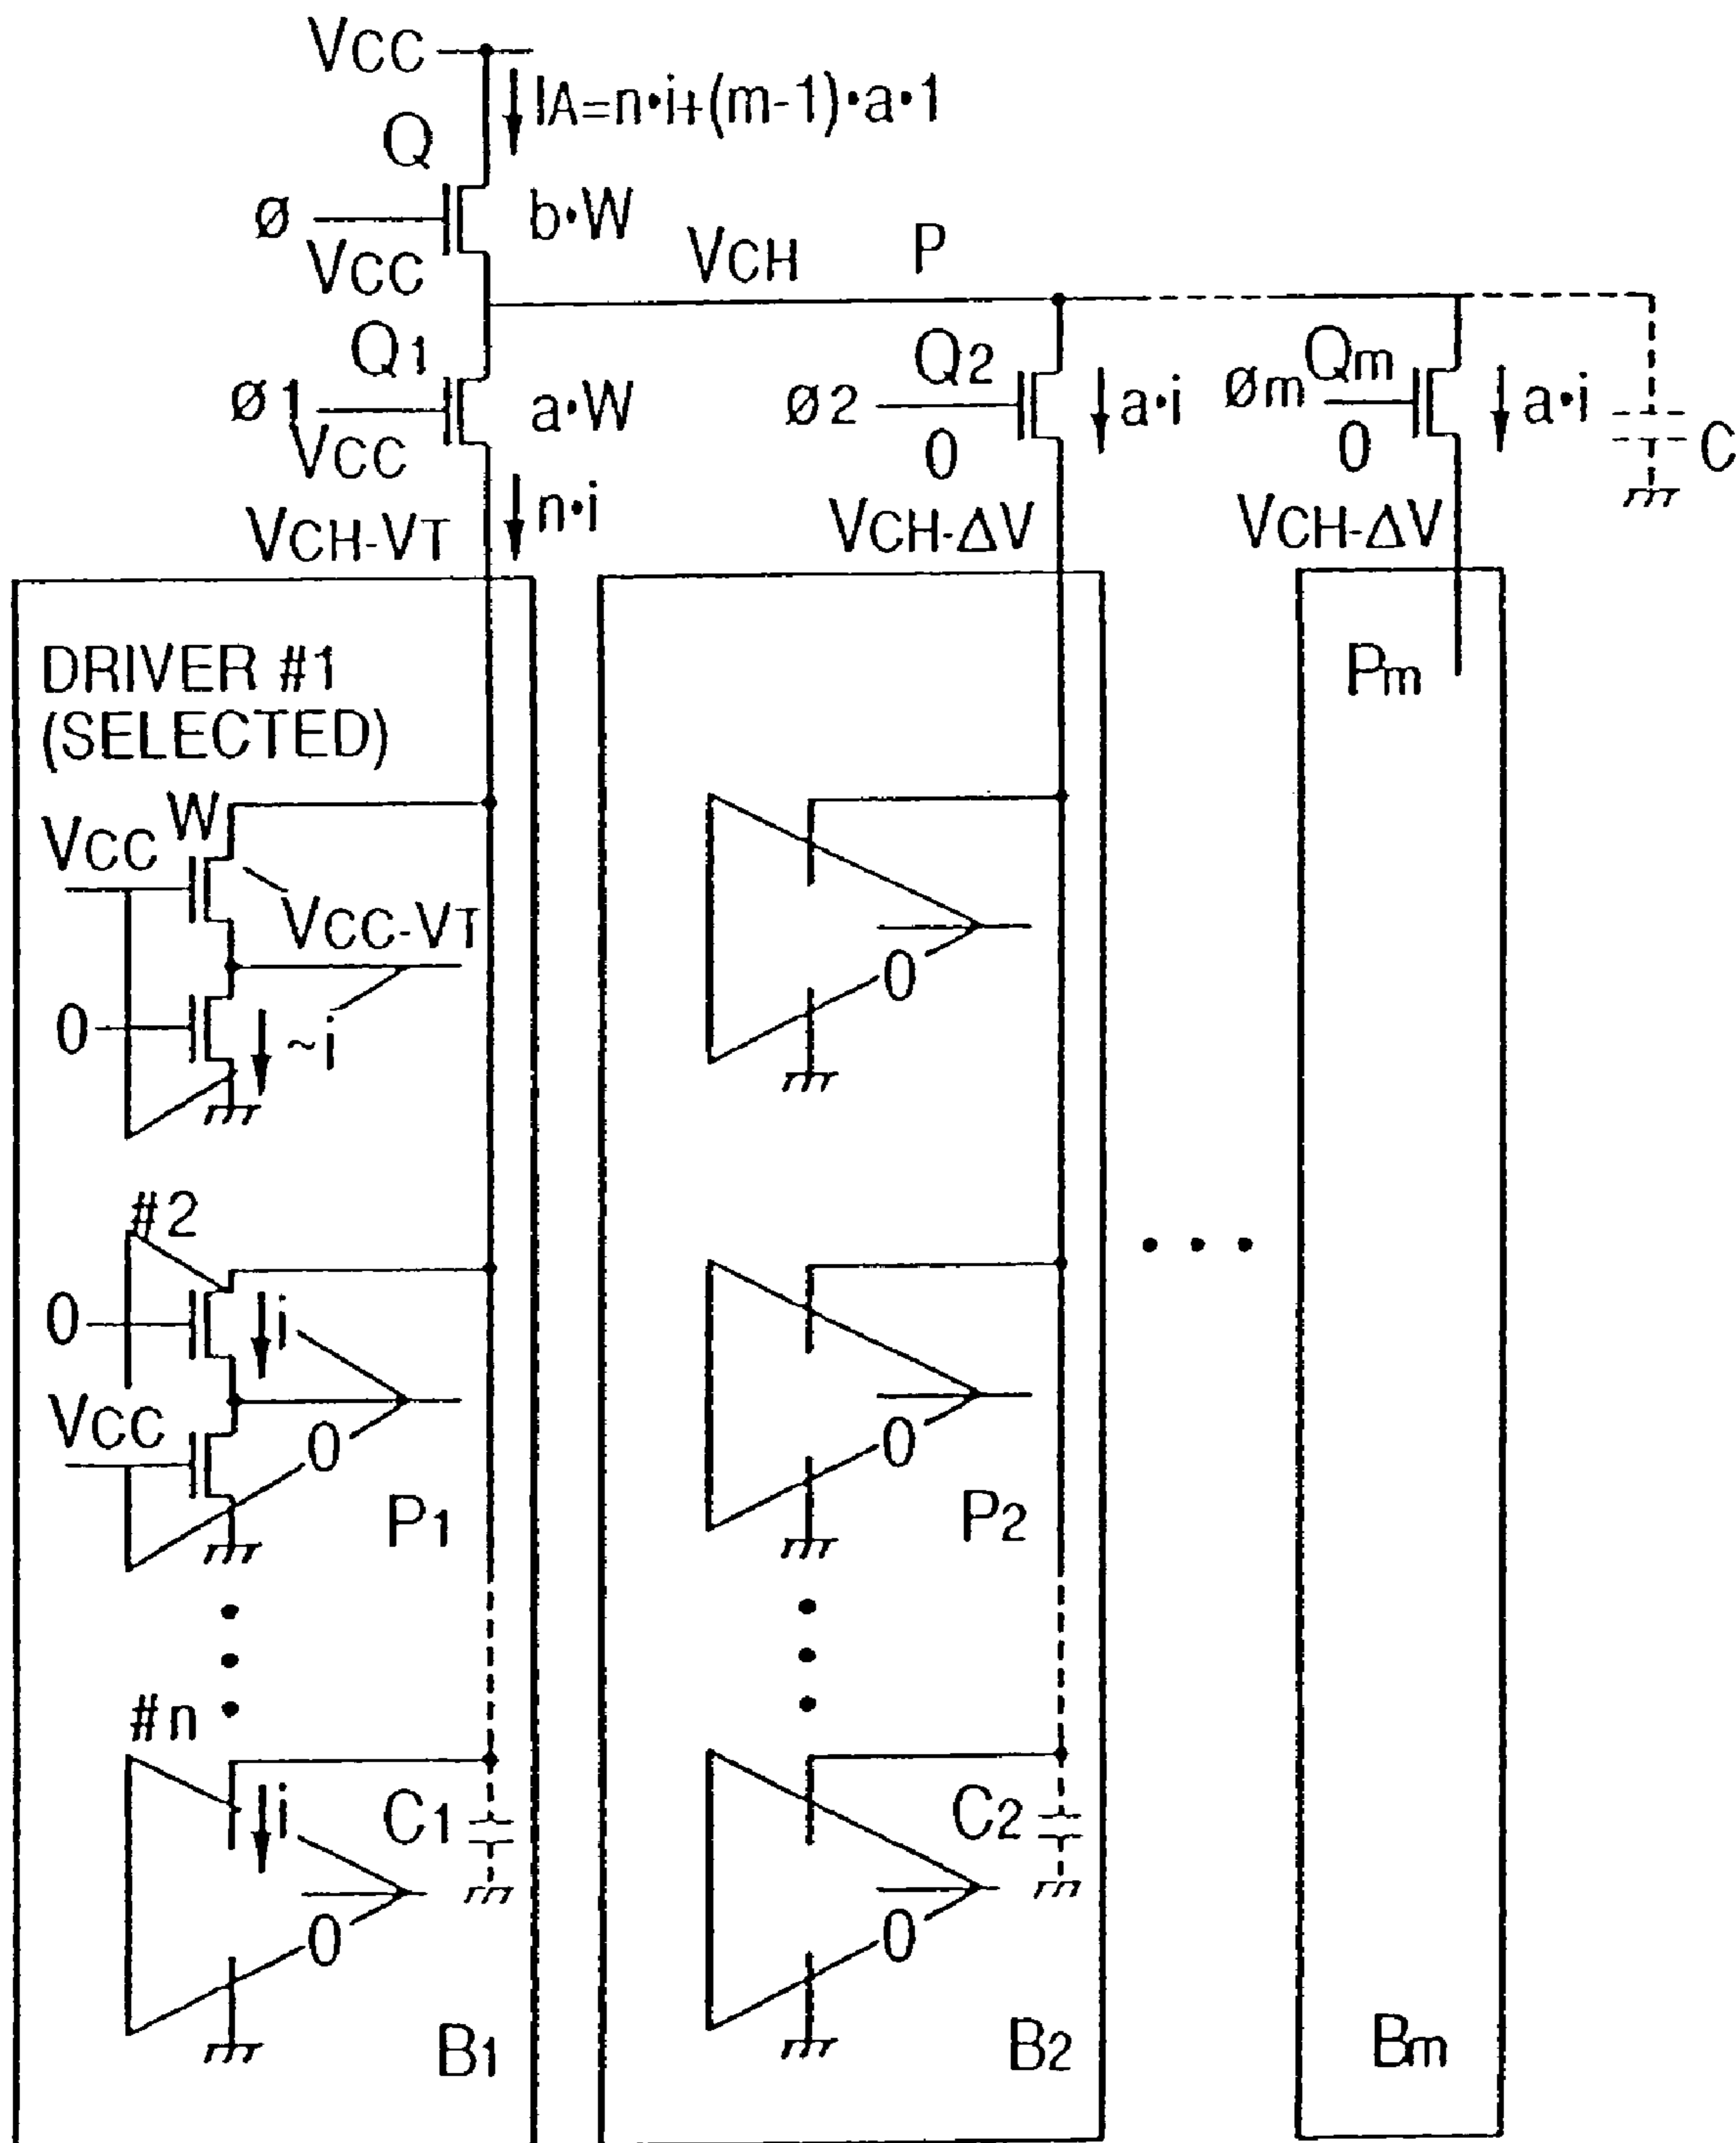 VCC
IA=n•i+(m-1)•a•1
Q
Ø
b•W
VCC
VCH
P
Q1
Ø1
a•W
VCC
Q2
Ø2
a•i
0
Qm
Øm
a•i
0
C
n•i
VCH-VT
VCH-ΔV
VCH-ΔV
DRIVER #1
(SELECTED)
Pm
W
VCC
VCC-VT
0
~i
0
#2
0
i
VCC
0
P1
0
P2
#n
i
C1
0
C2
0
B1
B2
Bm